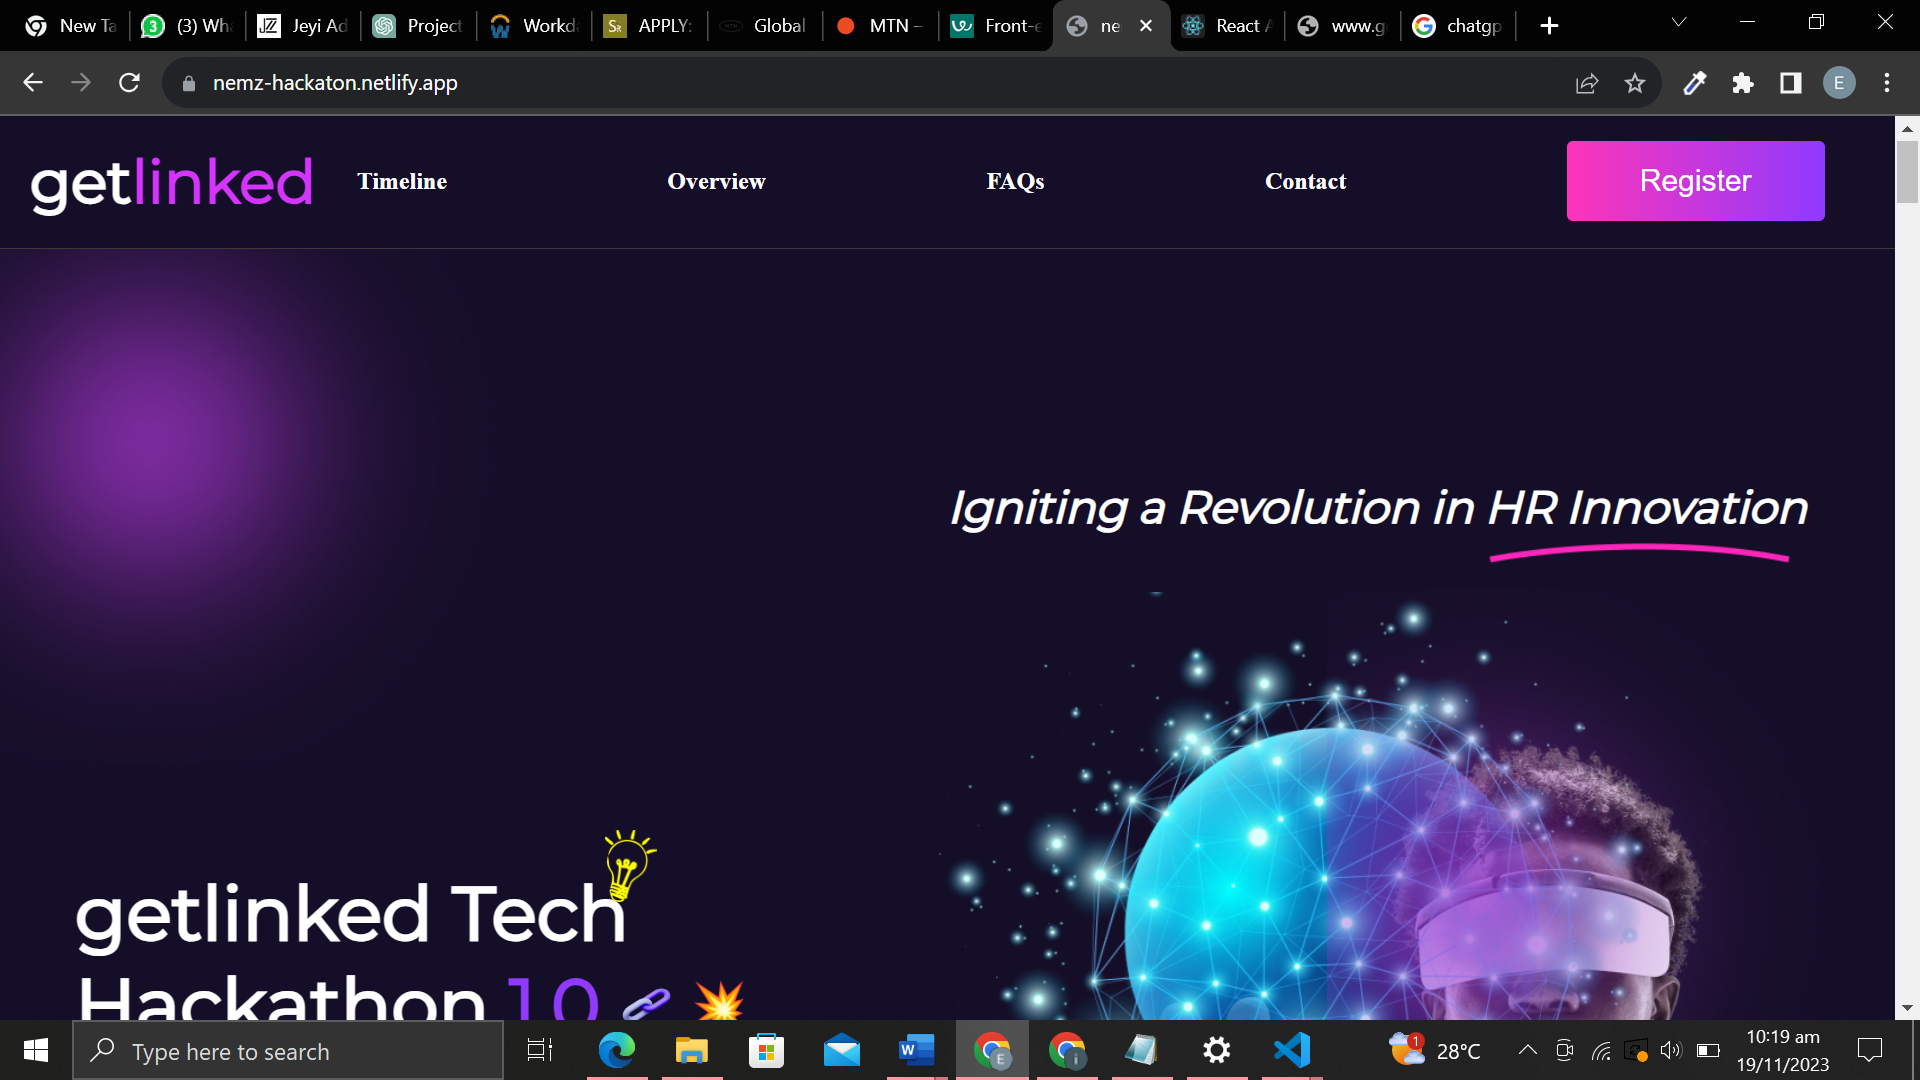 New Ta
(3) Wha
Jeyi Ad
Project
Workda
APPLY:
Global
MTN –
Front-e
ne
React A
www.g
chatgp
nemz-hackaton.netlify.app
E
getlinked
Timeline
Overview
FAQs
Contact
Register
Igniting a Revolution in HR Innovation
getlinked Tech
Hackathon 1.0
Type here to search
28°C
10:19 am
19/11/2023